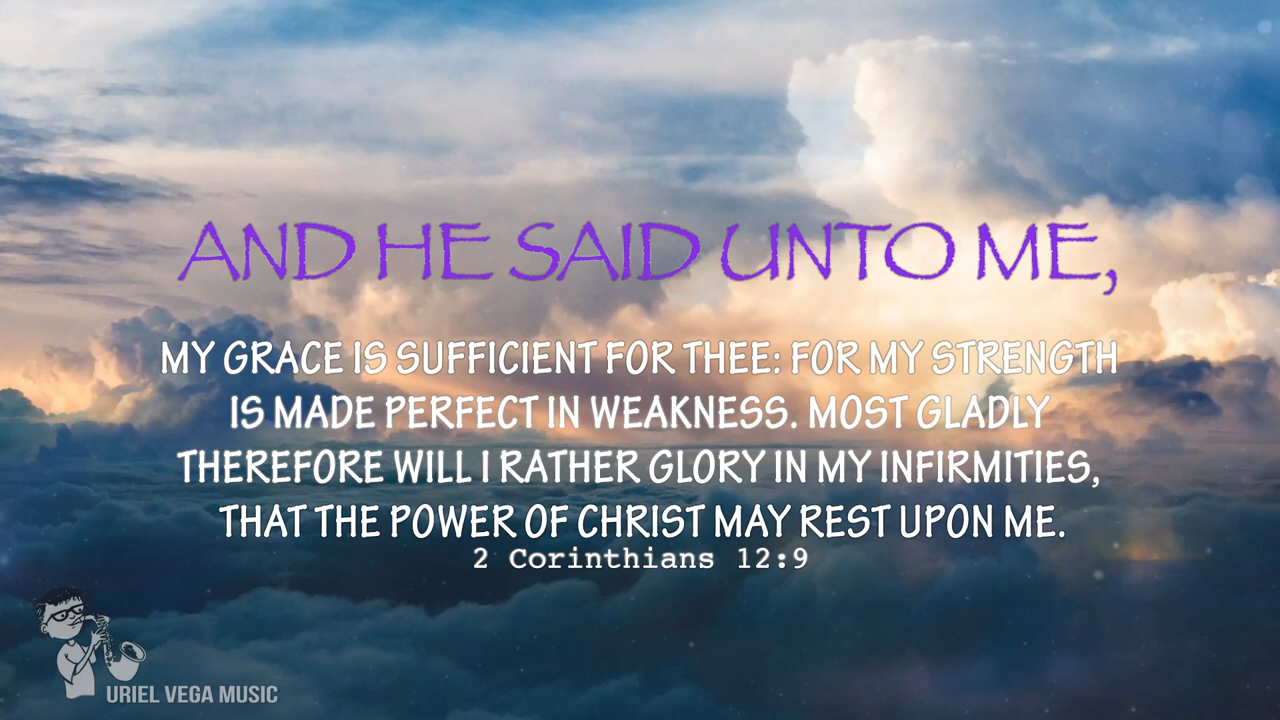 AND HE SAID UNTO ME,
MY GRACE IS SUFFICIENT FOR THEE: FOR MY STRENGTH
IS MADE PERFECT IN WEAKNESS. MOST GLADLY
THEREFORE WILL I RATHER GLORY IN MY INFIRMITIES,
THAT THE POWER OF CHRIST MAY REST UPON ME.
2 Corinthians 12:9
URIEL VEGA MUSIC